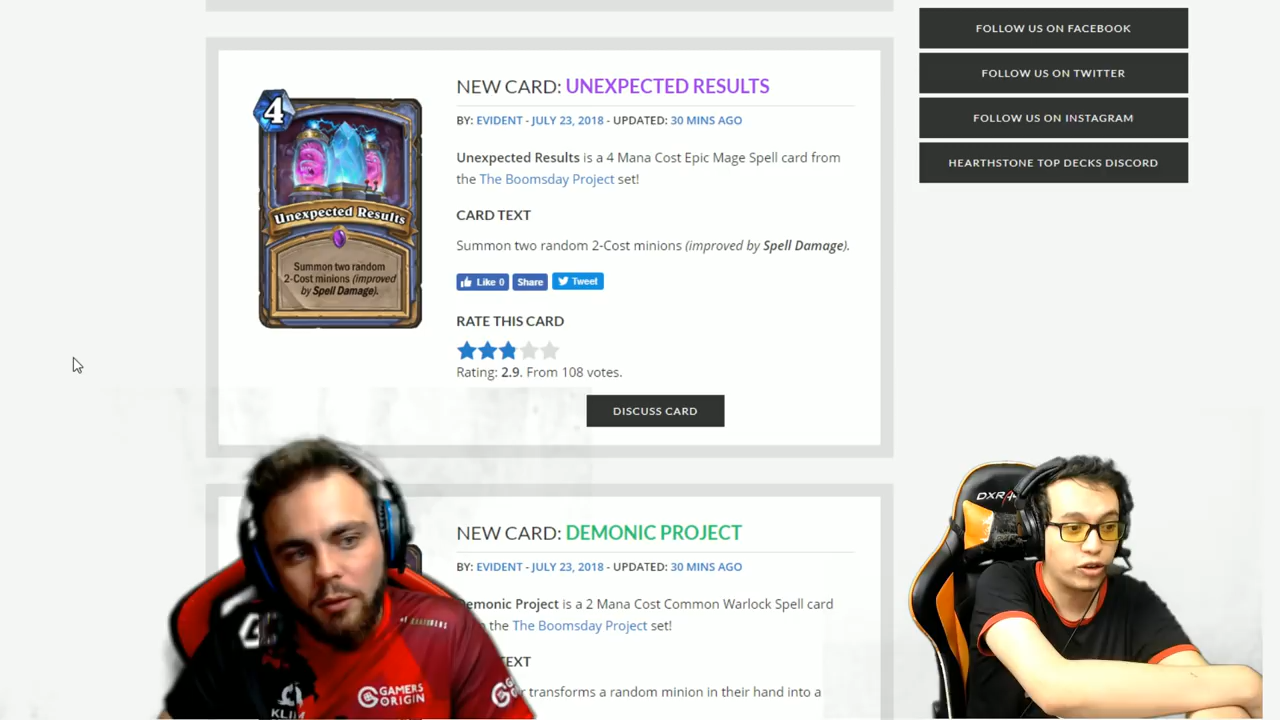 FOLLOW US ON FACEBOOK
FOLLOW US ON TWITTER
FOLLOW US ON INSTAGRAM
HEARTHSTONE TOP DECKS DISCORD
4
Unexpected Results
Summon two random
2-Cost minions (improved
by Spell Damage).
NEW CARD: UNEXPECTED RESULTS
BY: EVIDENT - JULY 23, 2018 - UPDATED: 30 MINS AGO
Unexpected Results is a 4 Mana Cost Epic Mage Spell card from
the The Boomsday Project set!
CARD TEXT
Summon two random 2-Cost minions (improved by Spell Damage).
Like 0 Share Tweet
RATE THIS CARD
Rating: 2.9. From 108 votes.
DISCUSS CARD
NEW CARD: DEMONIC PROJECT
BY: EVIDENT - JULY 23, 2018 - UPDATED: 30 MINS AGO
Demonic Project is a 2 Mana Cost Common Warlock Spell card
the The Boomsday Project set!
TEXT
transforms a random minion in their hand into a
DXRA
GAMERS
ORIGIN
KLIM